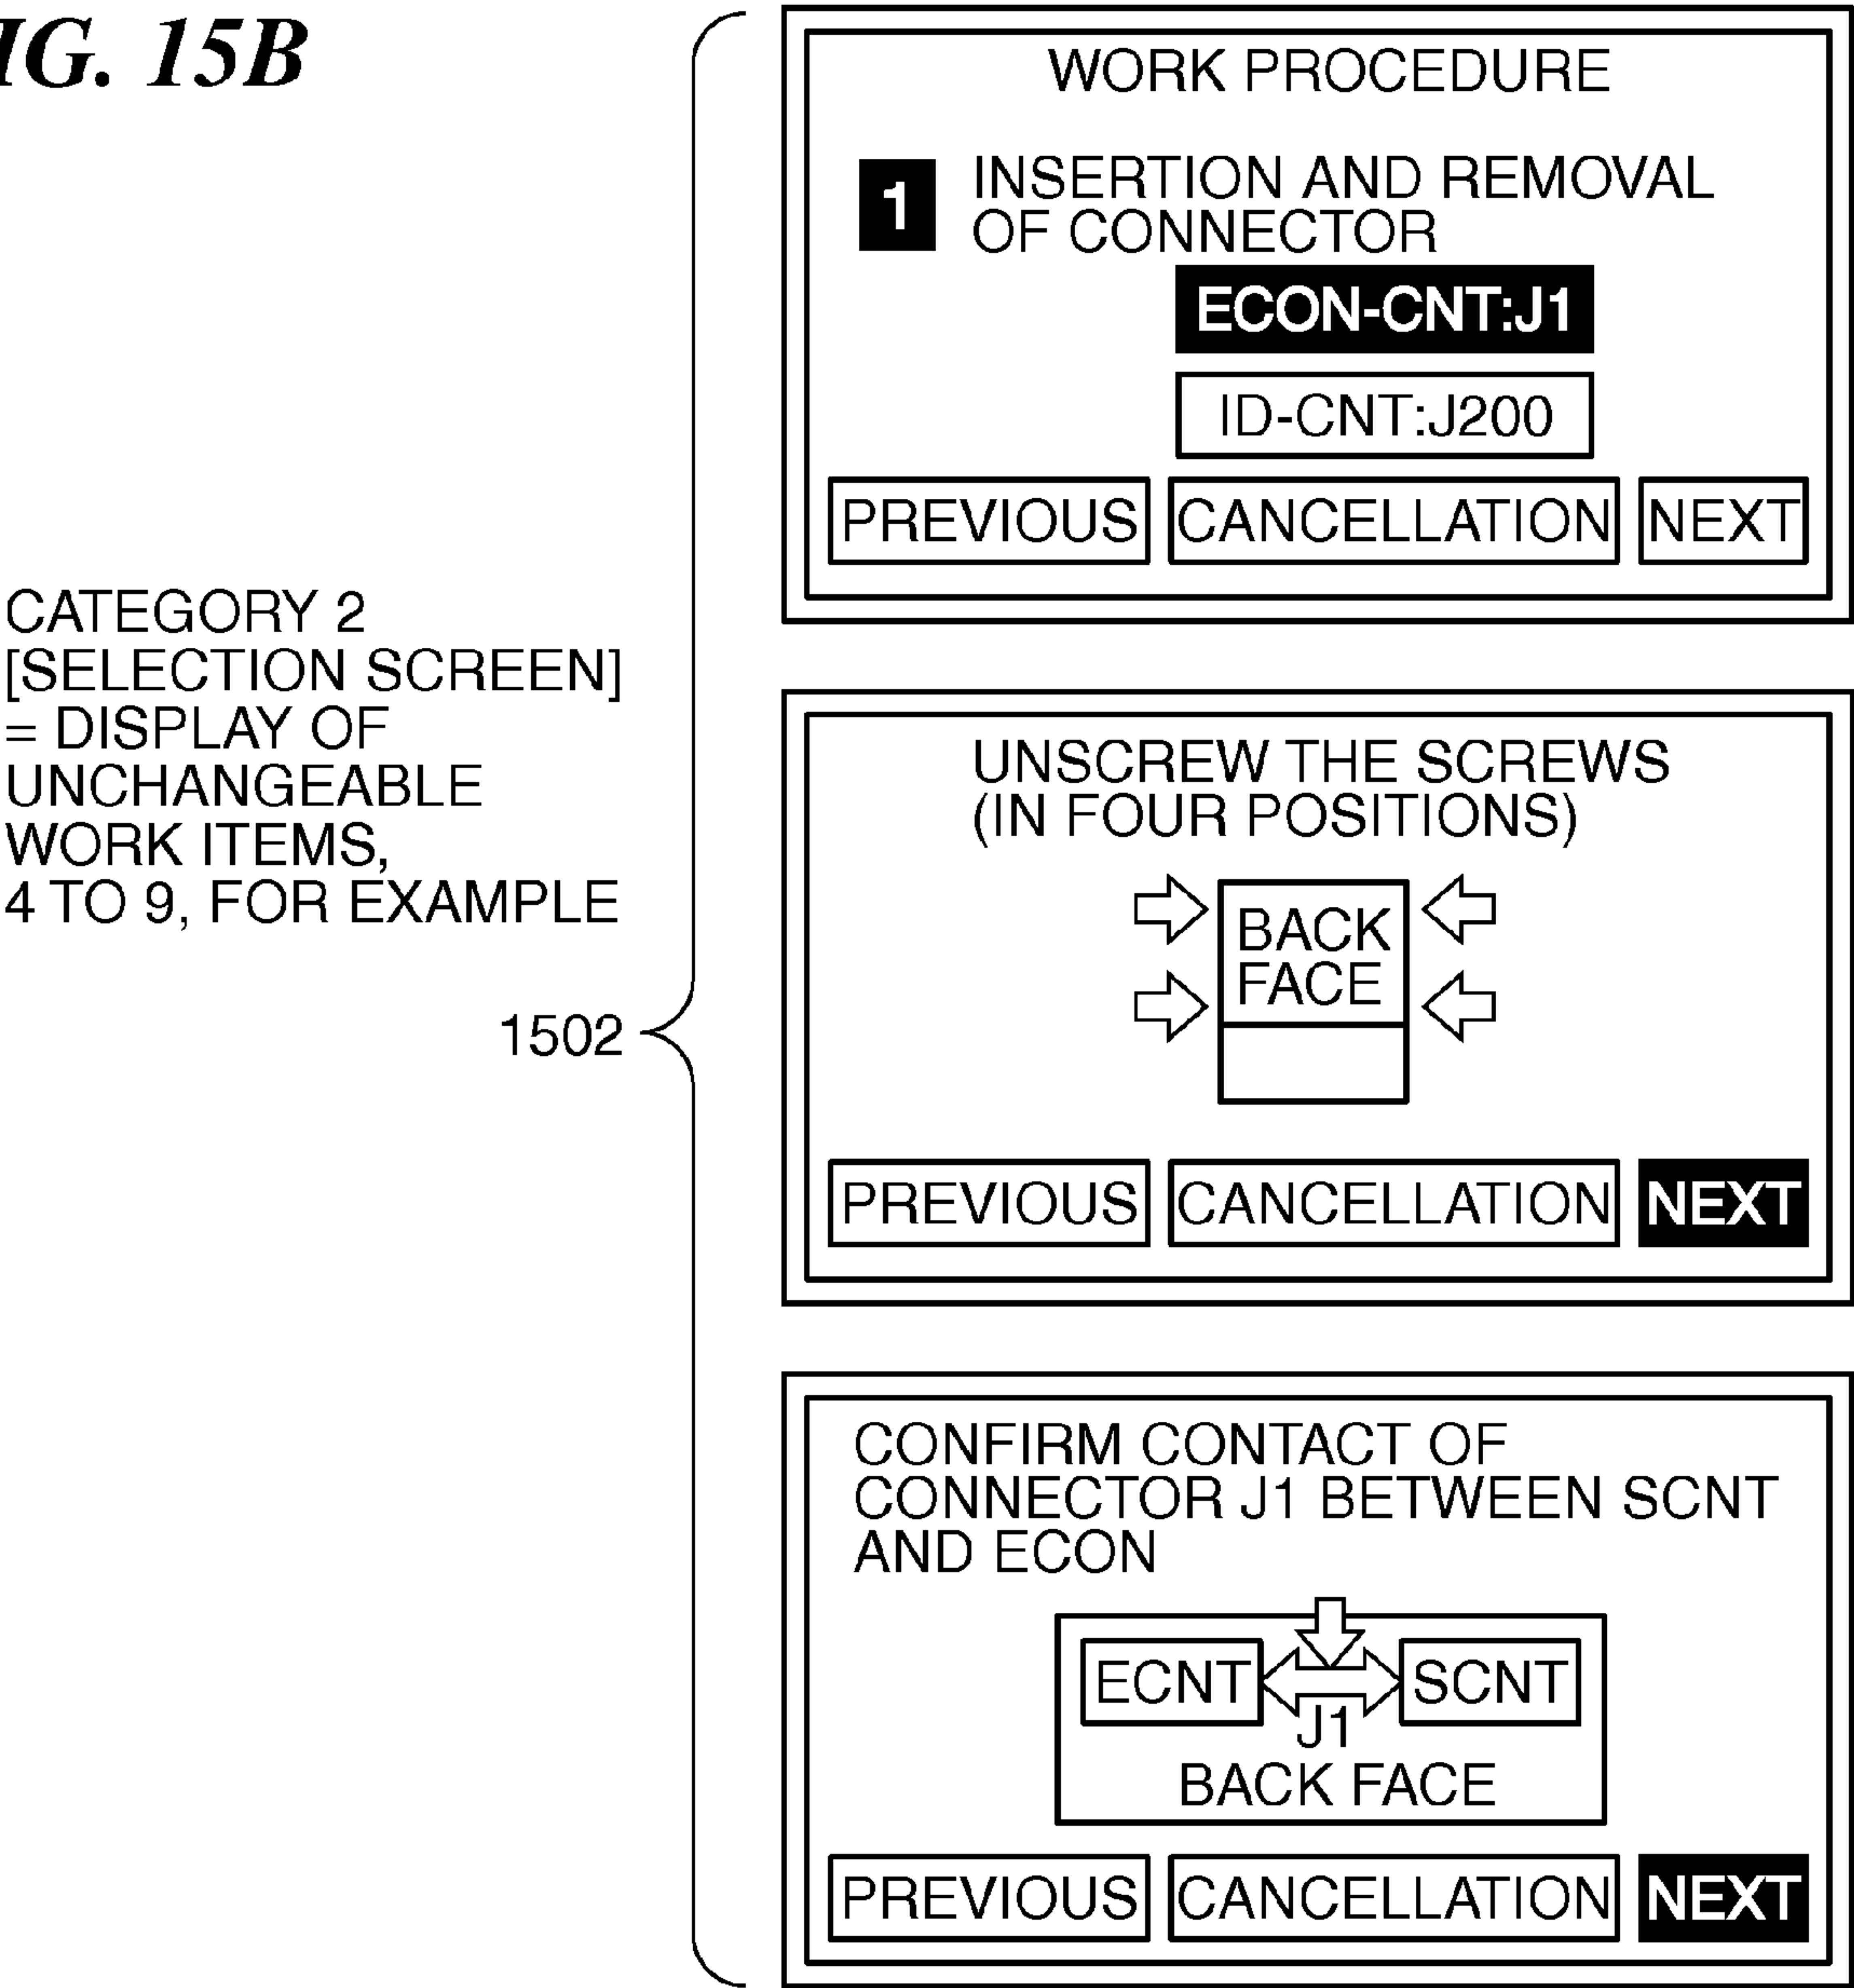 IG. 15B
CATEGORY 2
[SELECTION SCREEN]
= DISPLAY OF
UNCHANGEABLE
WORK ITEMS,
4 TO 9, FOR EXAMPLE
1502
WORK PROCEDURE
1 INSERTION AND REMOVAL
OF CONNECTOR
ECON-CNT:J1
ID-CNT:J200
PREVIOUS CANCELLATION NEXT
UNSCREW THE SCREWS
(IN FOUR POSITIONS)
BACK
FACE
PREVIOUS CANCELLATION NEXT
CONFIRM CONTACT OF
CONNECTOR J1 BETWEEN SCNT
AND ECON
ECNT SCNT
J1
BACK FACE
PREVIOUS CANCELLATION NEXT